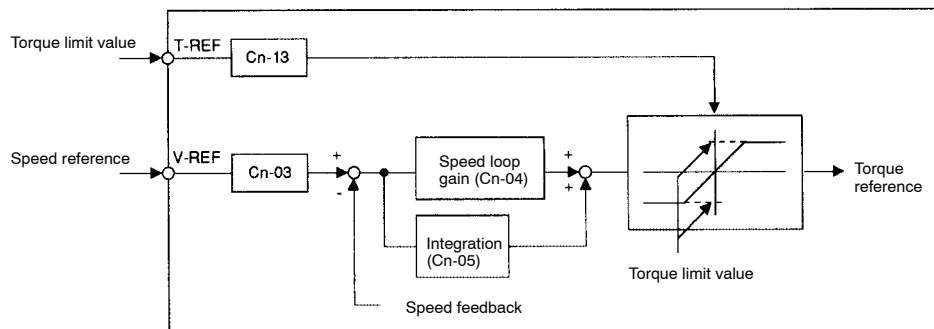 Torque limit value
T-REF
Cn-13
Speed reference
V-REF
Cn-03
+
-
Speed loop
gain (Cn-04)
+
+
Integration
(Cn-05)
Speed feedback
Torque
reference
Torque limit value